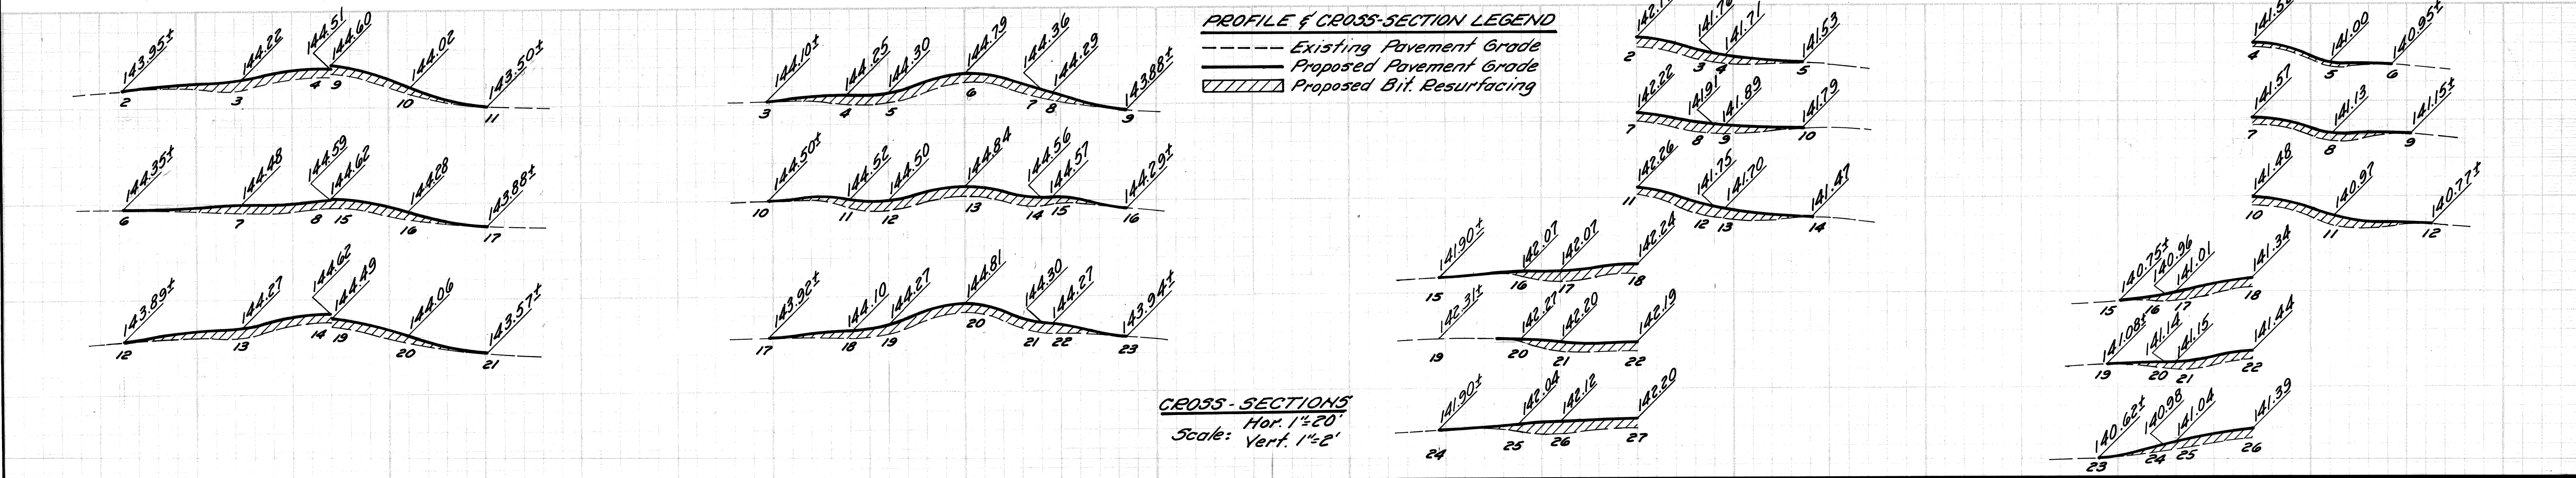 143.95± 144.22 144.51 144.60 144.02 143.50±
2 3 4 9 10 11
144.35± 144.48 144.59 144.62 144.28 143.88±
6 7 8 15 16 17
143.89± 144.27 144.62 144.49 144.06 143.57±
12 13 14 19 20 21
144.10± 144.25 144.30 144.79 144.36 144.29 143.88±
3 4 5 6 7 8 9
144.50± 144.52 144.50 144.84 144.56 144.57 144.29±
10 11 12 13 14 15 16
143.92± 144.10 144.27 144.81 144.30 144.27 143.94±
17 18 19 20 21 22 23
PROFILE & CROSS-SECTION LEGEND
Existing Pavement Grade
Proposed Pavement Grade
Proposed Bit. Resurfacing
CROSS-SECTIONS
Scale: Hor. 1"=20'
Vert. 1"=2'
141.71 141.53
2 3 4 5
142.22 141.91 141.89 141.79
7 8 9 10
142.26 141.75 141.70 141.47
11 12 13 14
141.90± 142.07 142.07 142.24
15 16 17 18
142.31± 142.27 142.20 142.19
19 20 21 22
141.90± 142.04 142.12 142.20
24 25 26 27
141.00 140.95±
4 5 6
141.57 141.13 141.15±
7 8 9
141.48 140.97 140.77±
10 11 12
140.75± 140.96 141.01 141.34
15 16 17 18
141.08± 141.14 141.15 141.44
19 20 21 22
140.62± 140.98 141.04 141.39
23 24 25 26